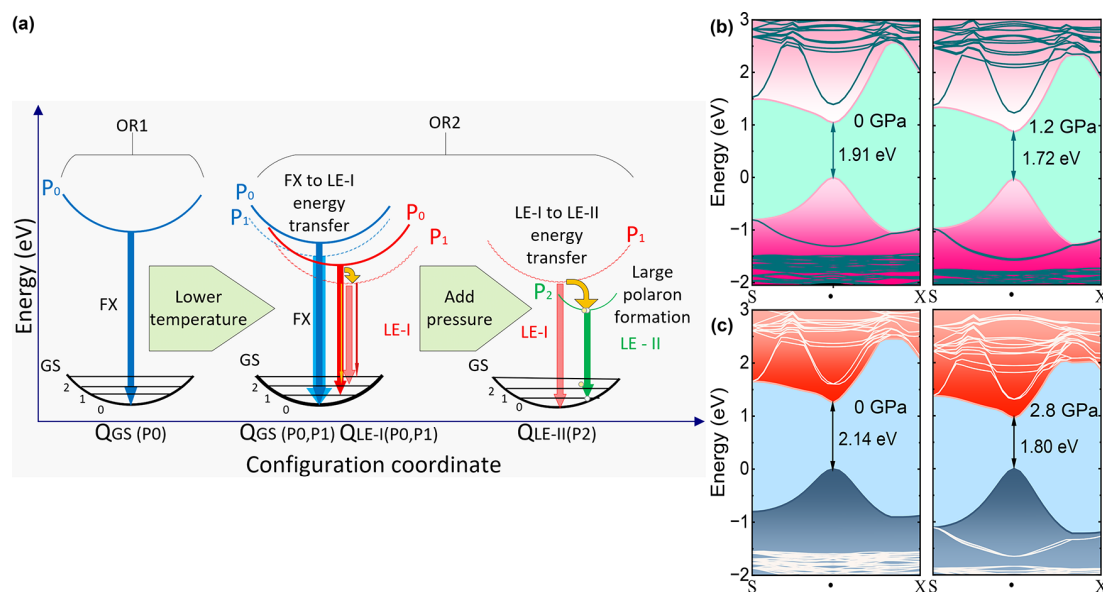 (a)
OR1
OR2
P0
FX
Lower
temperature
GS
2
1
0
QGS (P0)
P0
P1
FX to LE-I
energy
transfer
P0
P1
FX
LE-I
GS
2
1
0
QGS (P0,P1)
QLE-I(P0,P1)
Add
pressure
LE-I to LE-II
energy
transfer
P1
P2
Large
polaron
formation
LE-I
LE - II
GS
2
1
0
QLE-II(P2)
Energy (eV)
Configuration coordinate
(b)
Energy (eV)
3
2
1
0
−1
−2
0 GPa
1.91 eV
S
•
X
1.2 GPa
1.72 eV
S
•
X
(c)
Energy (eV)
3
2
1
0
−1
−2
0 GPa
2.14 eV
S
•
X
2.8 GPa
1.80 eV
S
•
X